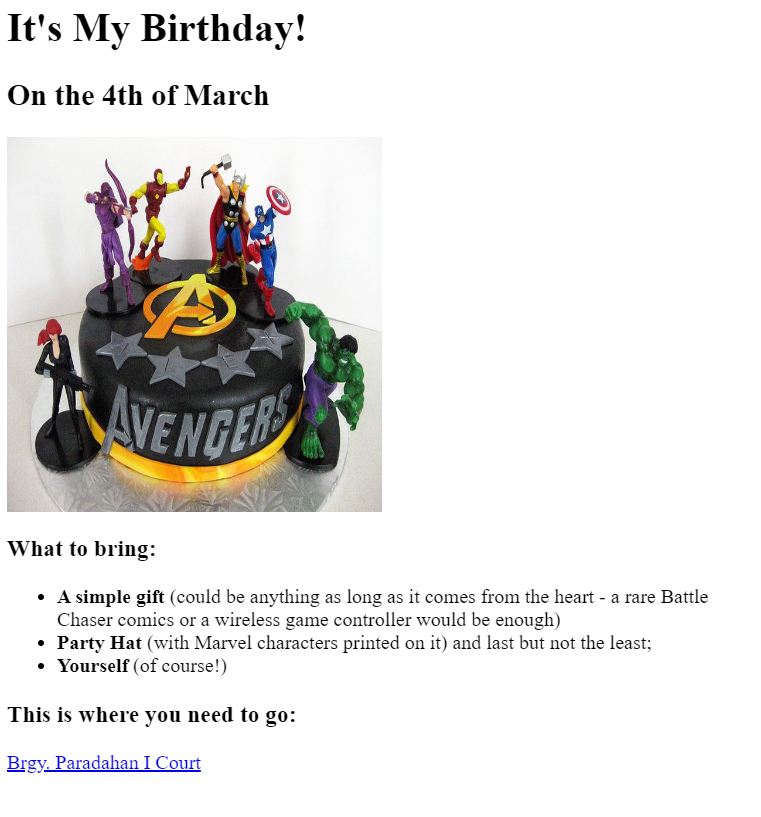 It's My Birthday!
On the 4th of March
A
AVENGERS
What to bring:
• A simple gift (could be anything as long as it comes from the heart - a rare Battle
Chaser comics or a wireless game controller would be enough)
• Party Hat (with Marvel characters printed on it) and last but not the least;
• Yourself (of course!)
This is where you need to go:
Brgy. Paradahan I Court